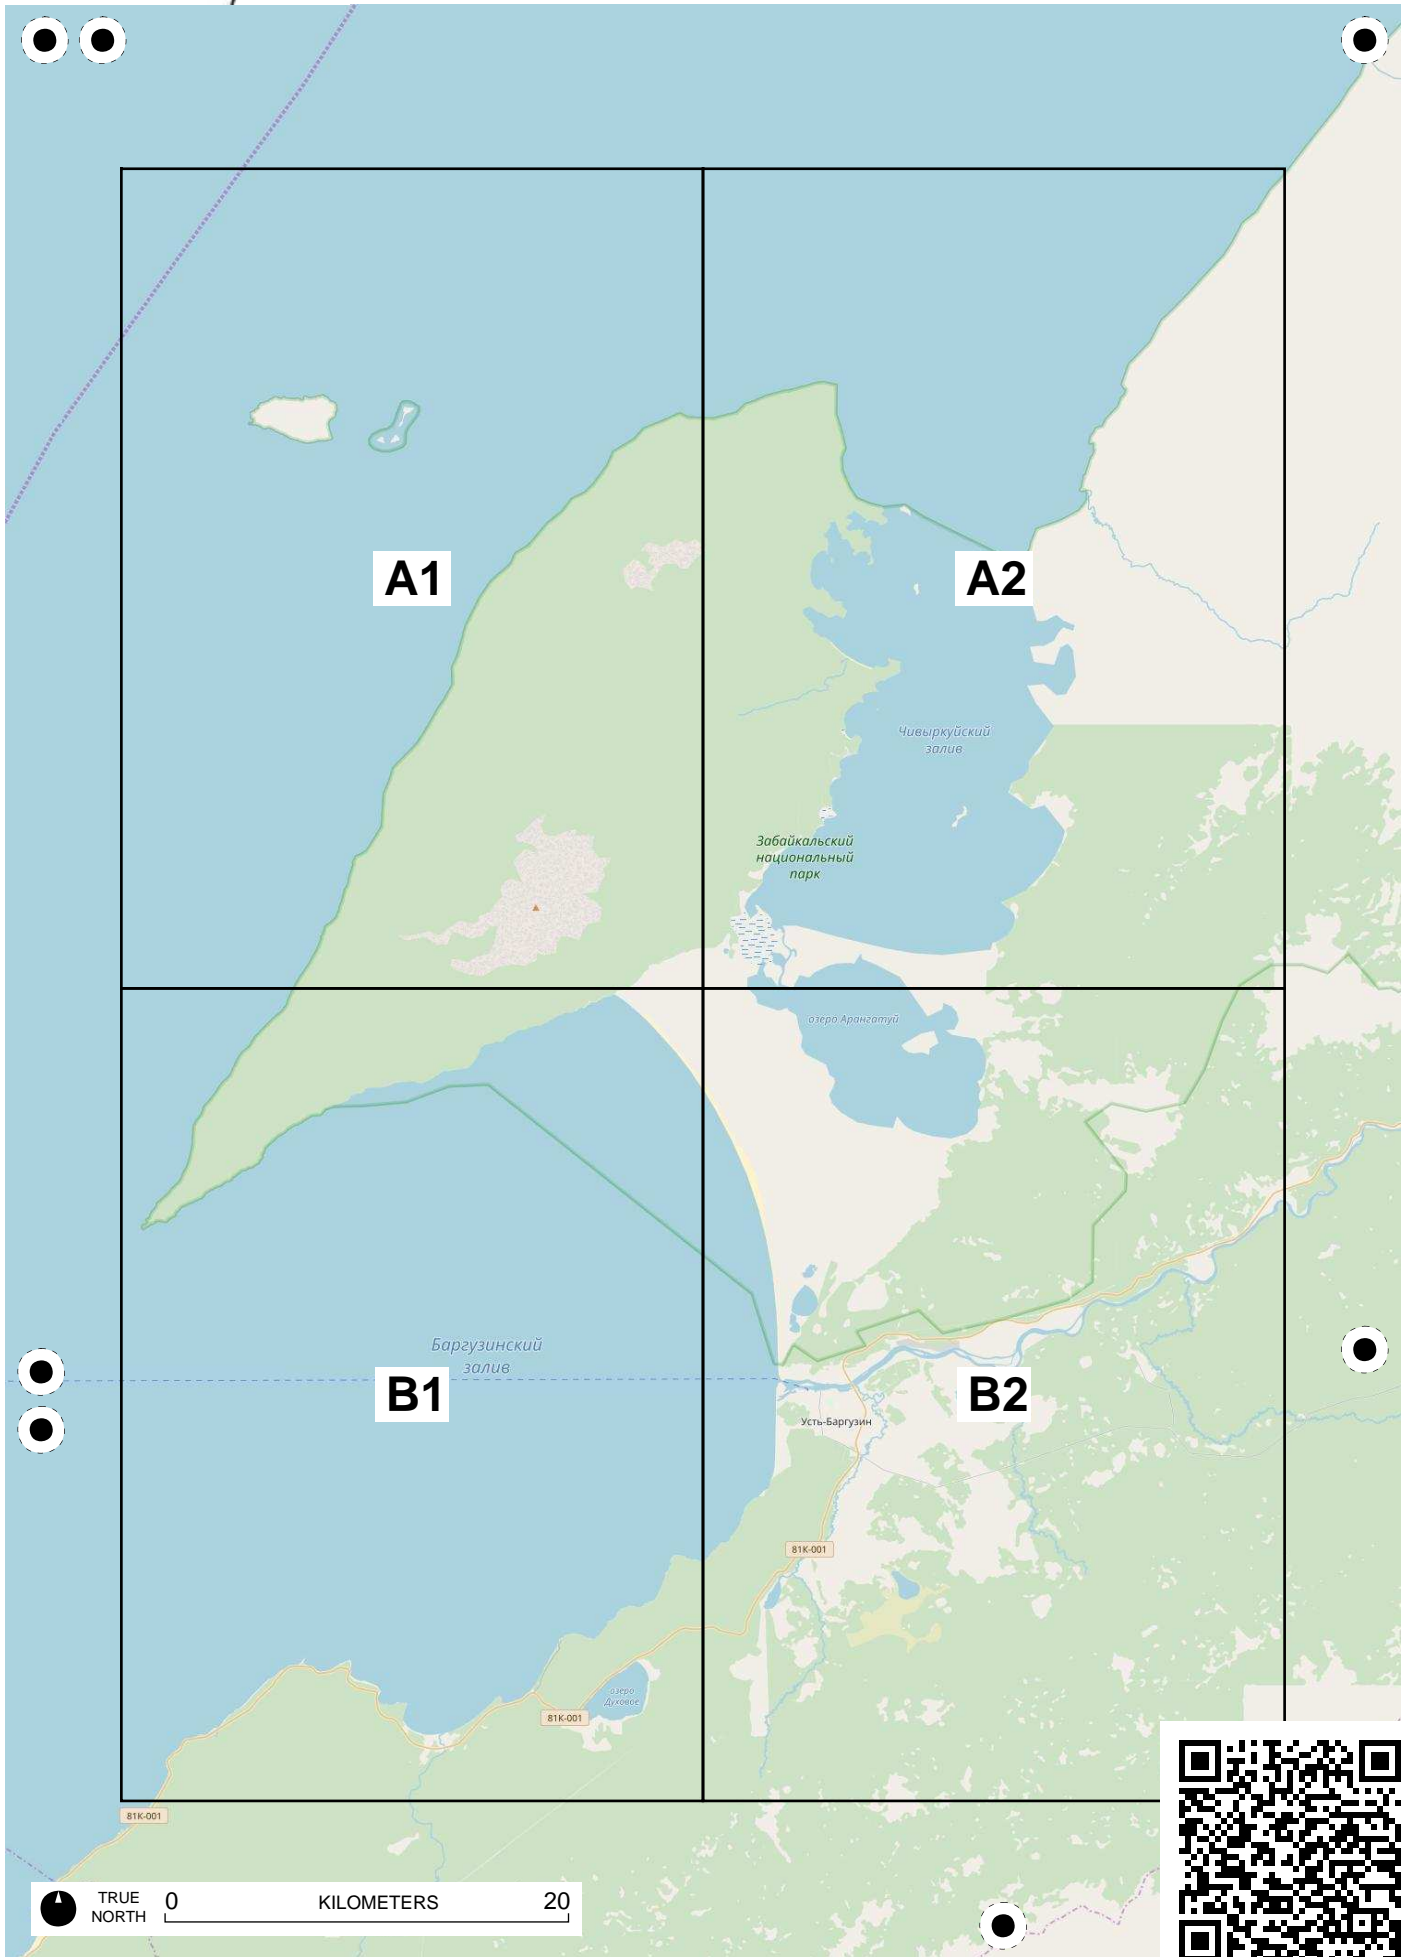 A1
A2
Чивыркуйский
залив
Забайкальский
национальный
парк
озеро Арангатуй
Баргузинский
залив
B1
B2
Усть-Баргузин
81К-001
озеро
Духовое
81К-001
81К-001
TRUE
NORTH
0 KILOMETERS 20